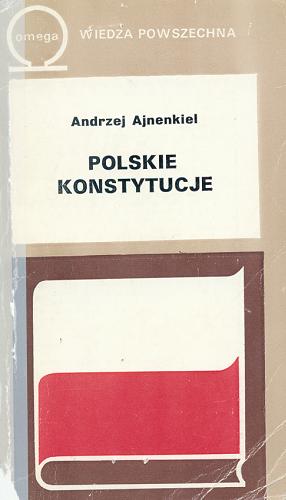 omega
WIEDZA POWSZECHNA
Andrzej Ajnenkiel
POLSKIE
KONSTYTUCJE